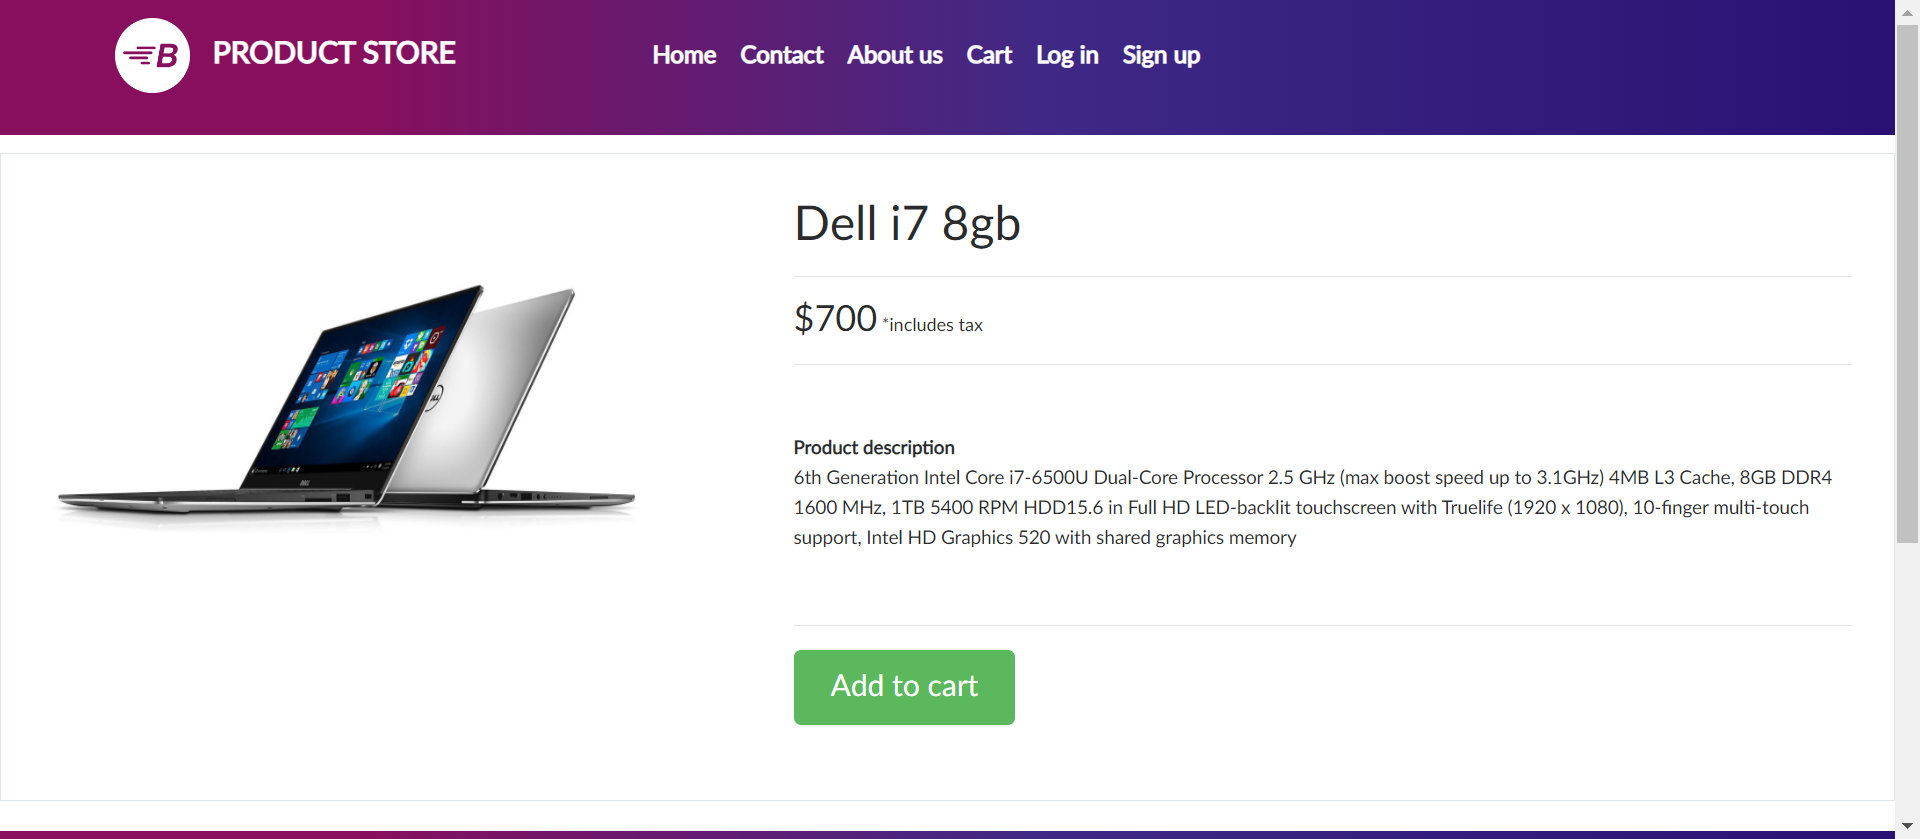 B PRODUCT STORE Home Contact About us Cart Log in Sign up
Dell i7 8gb
$700 *includes tax
Product description
6th Generation Intel Core i7-6500U Dual-Core Processor 2.5 GHz (max boost speed up to 3.1GHz) 4MB L3 Cache, 8GB DDR4
1600 MHz, 1TB 5400 RPM HDD15.6 in Full HD LED-backlit touchscreen with Truelife (1920 x 1080), 10-finger multi-touch
support, Intel HD Graphics 520 with shared graphics memory
Add to cart